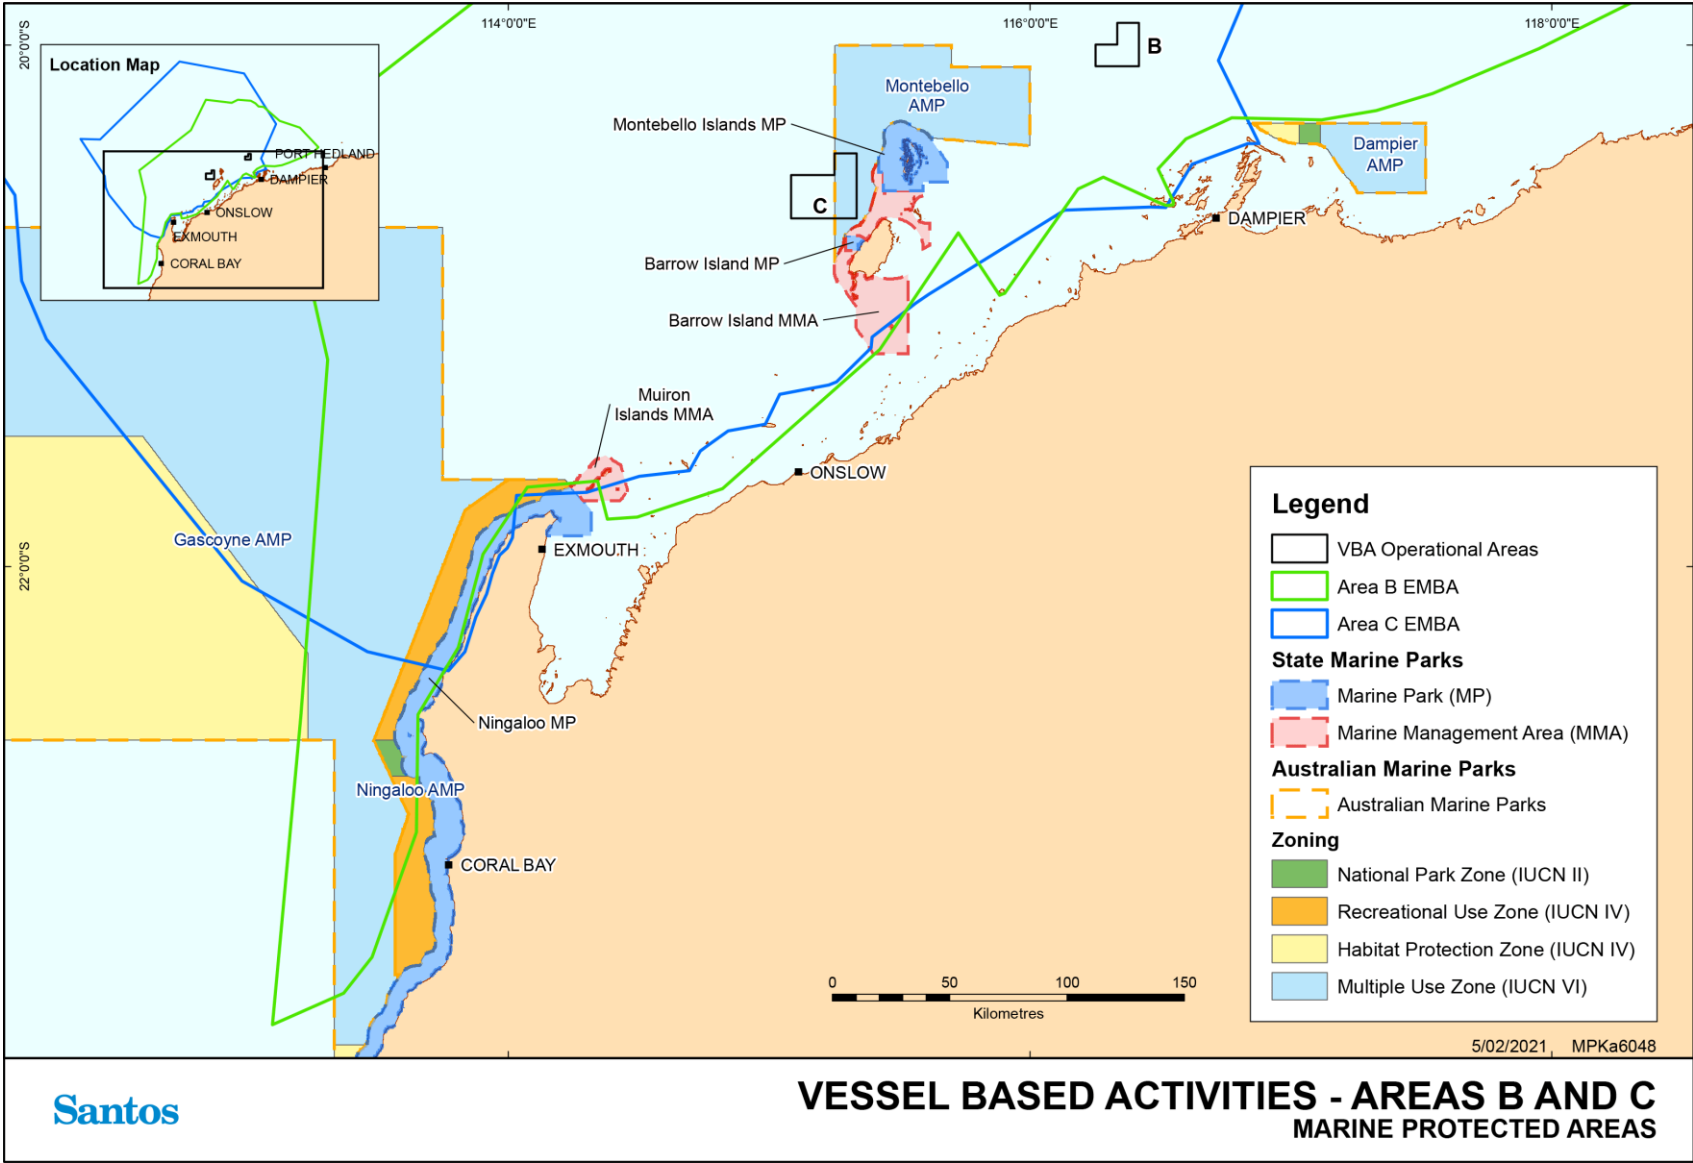 114°0'0"E
116°0'0"E
118°0'0"E
20°0'0"S
22°0'0"S
Location Map
PORT HEDLAND
DAMPIER
ONSLOW
EXMOUTH
CORAL BAY
B
Montebello
AMP
Montebello Islands MP
Dampier
AMP
C
DAMPIER
Barrow Island MP
Barrow Island MMA
Muiron
Islands MMA
ONSLOW
Gascoyne AMP
EXMOUTH
Ningaloo MP
Ningaloo AMP
CORAL BAY
Legend
VBA Operational Areas
Area B EMBA
Area C EMBA
State Marine Parks
Marine Park (MP)
Marine Management Area (MMA)
Australian Marine Parks
Australian Marine Parks
Zoning
National Park Zone (IUCN II)
Recreational Use Zone (IUCN IV)
Habitat Protection Zone (IUCN IV)
Multiple Use Zone (IUCN VI)
0 50 100 150
Kilometres
5/02/2021 MPKa6048
Santos
VESSEL BASED ACTIVITIES - AREAS B AND C
MARINE PROTECTED AREAS